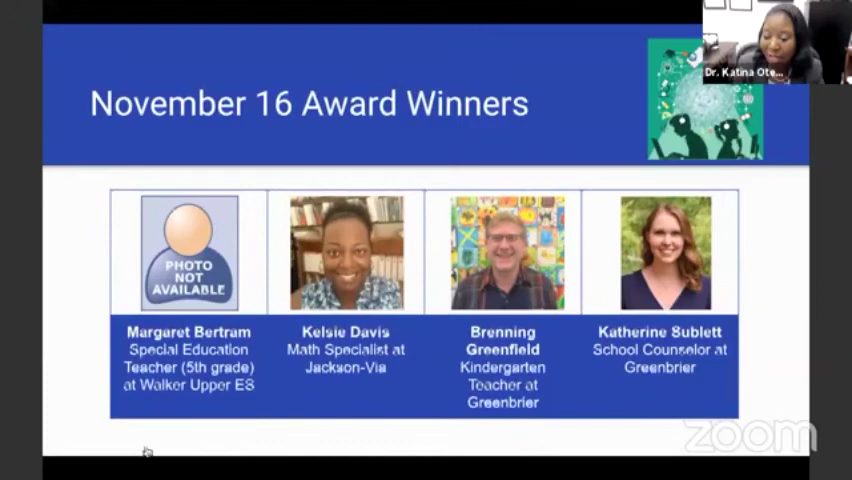 Dr. Katina Ote...
November 16 Award Winners
PHOTO
NOT
AVAILABLE
Margaret Bertram
Special Education
Teacher (5th grade)
at Walker Upper ES
Kelsie Davis
Math Specialist at
Jackson-Via
Brenning
Greenfield
Kindergarten
Teacher at
Greenbrier
Katherine Sublett
School Counselor at
Greenbrier
zoom